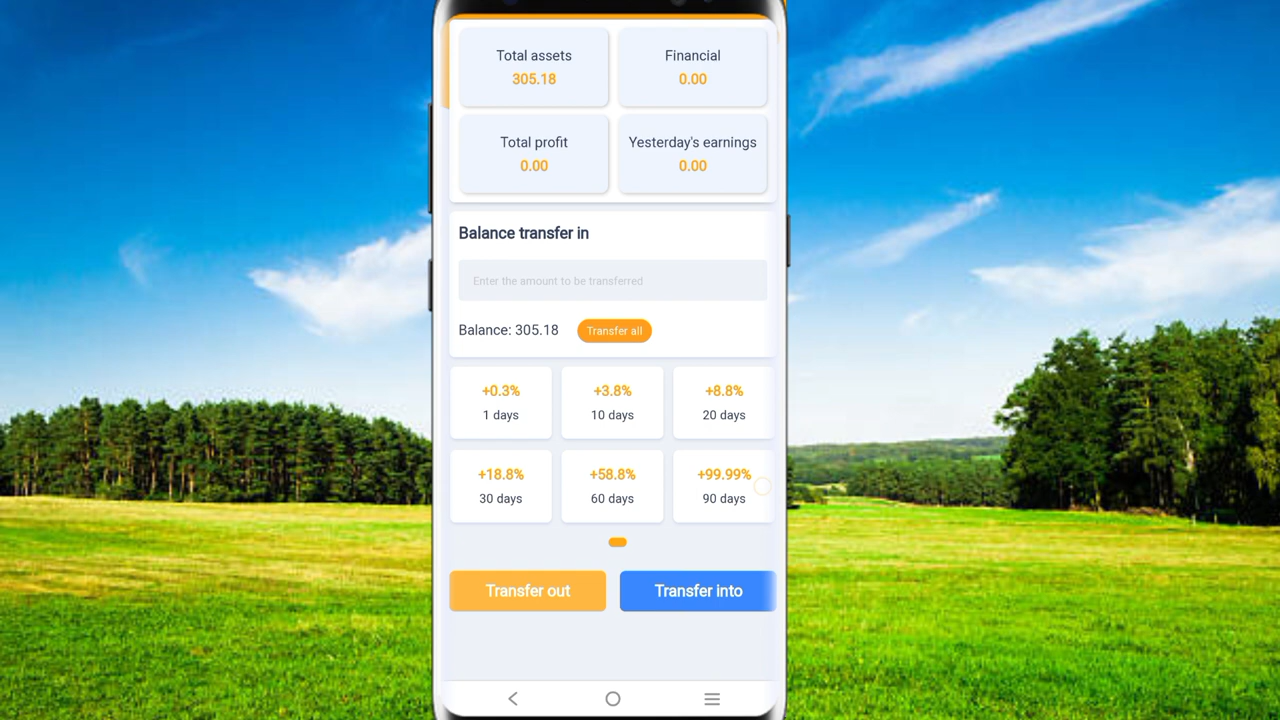 Total assets
305.18
Financial
0.00
Total profit
0.00
Yesterday's earnings
0.00
Balance transfer in
Enter the amount to be transferred
Balance: 305.18
Transfer all
+0.3%
1 days
+3.8%
10 days
+8.8%
20 days
+18.8%
30 days
+58.8%
60 days
+99.99%
90 days
Transfer out
Transfer into